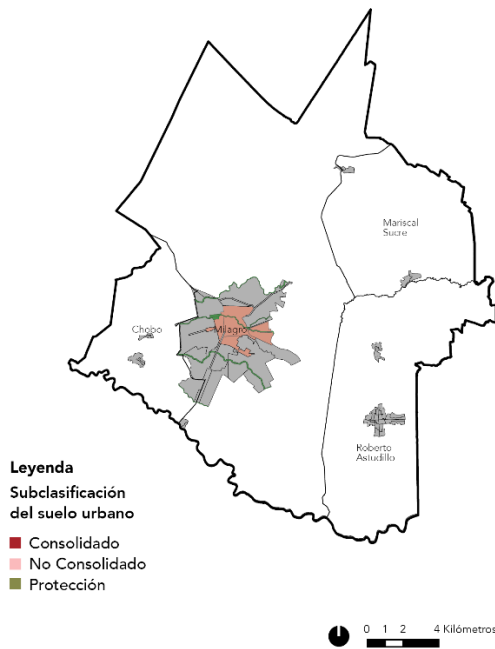 Mariscal
Sucre
Chobo
Milagro
Roberto
Astudillo
Leyenda
Subclasificación
del suelo urbano
Consolidado
No Consolidado
Protección
0 1 2 4 Kilómetros